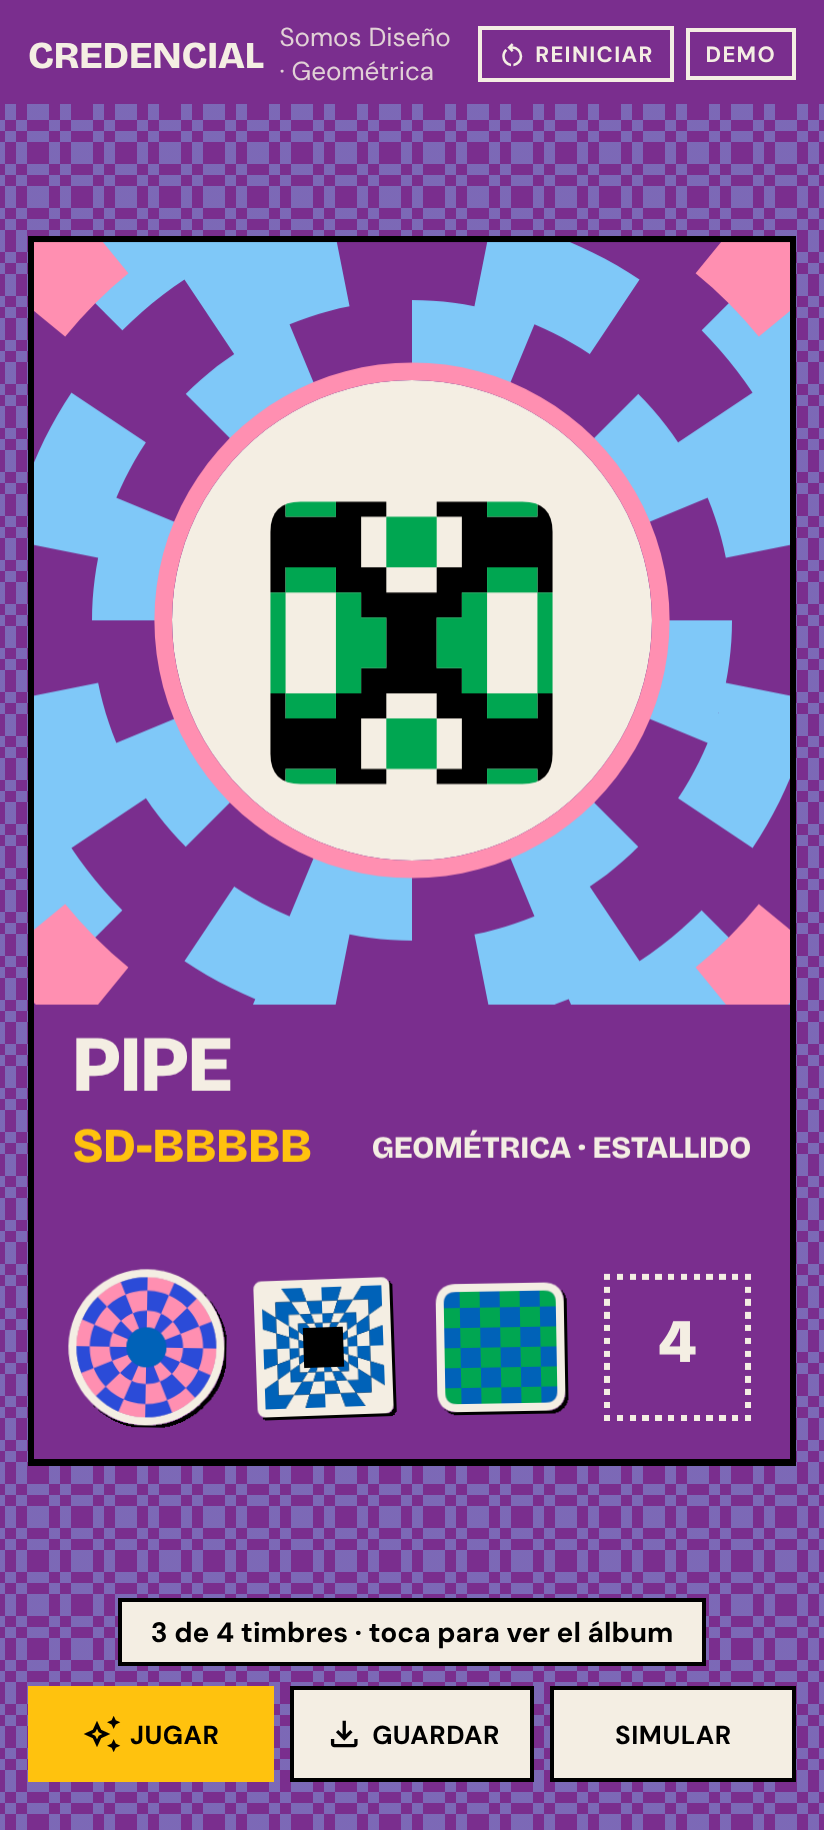 CREDENCIAL
Somos Diseño
· Geométrica
REINICIAR
DEMO
PIPE
SD-BBBBB
GEOMÉTRICA · ESTALLIDO
4
3 de 4 timbres · toca para ver el álbum
JUGAR
GUARDAR
SIMULAR